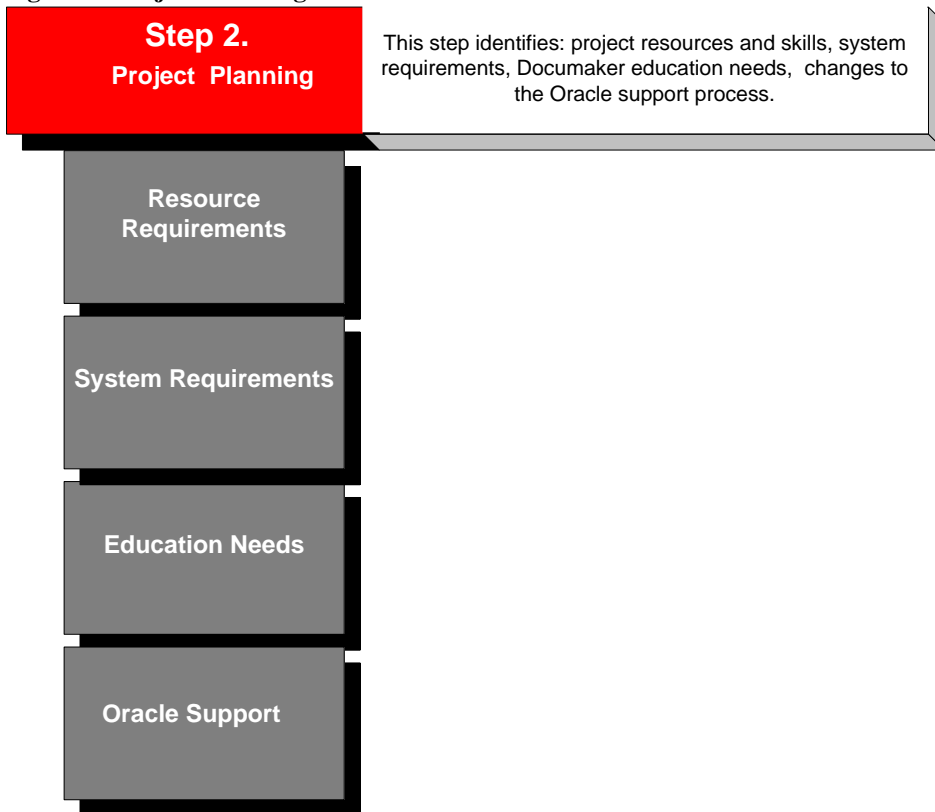 Step 2.
Project Planning
This step identifies: project resources and skills, system
requirements, Documaker education needs, changes to
the Oracle support process.
Resource
Requirements
System Requirements
Education Needs
Oracle Support